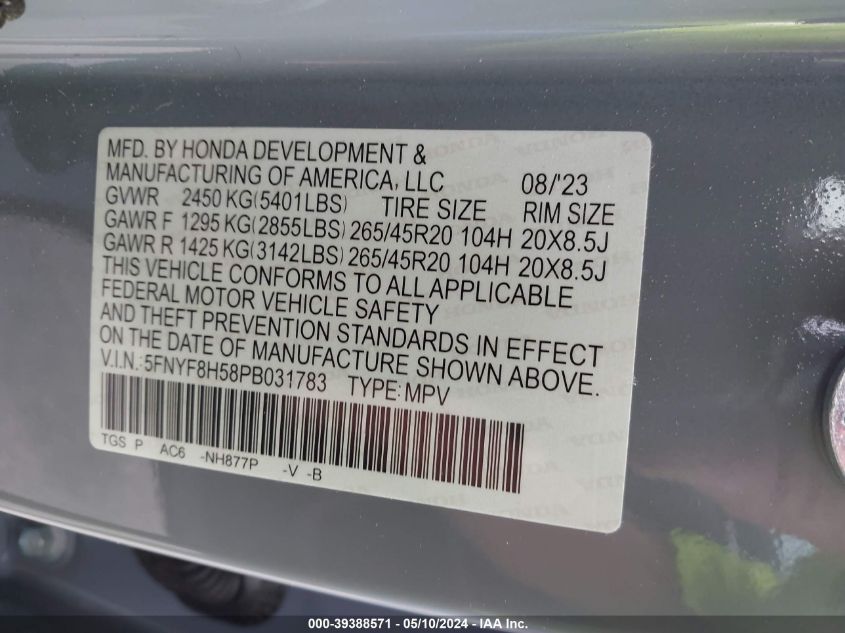 MFD. BY HONDA DEVELOPMENT &
MANUFACTURING OF AMERICA, LLC 08/'23
GVWR 2450 KG(5401LBS) TIRE SIZE RIM SIZE
GAWR F 1295 KG(2855LBS) 265/45R20 104H 20X8.5J
GAWR R 1425 KG(3142LBS) 265/45R20 104H 20X8.5J
THIS VEHICLE CONFORMS TO ALL APPLICABLE
FEDERAL MOTOR VEHICLE SAFETY
AND THEFT PREVENTION STANDARDS IN EFFECT
ON THE DATE OF MANUFACTURE SHOWN ABOVE.
V.I.N.:5FNYF8H58PB031783 TYPE:MPV
TGS P AC6 -NH877P -V -B
000-39388571 — 05/10/2024 — IAA Inc.